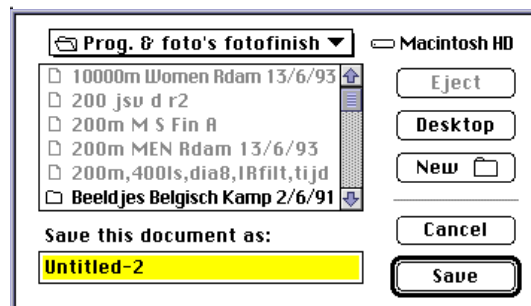 Prog. & foto's fotofinish
Macintosh HD
10000m Women Rdam 13/6/93
200 jsv d r2
200m M S Fin A
200m MEN Rdam 13/6/93
200m,400ls,dia8,IRfilt,tijd
Beeldjes Belgisch Kamp 2/6/91
Eject
Desktop
New
Save this document as:
Untitled-2
Cancel
Save